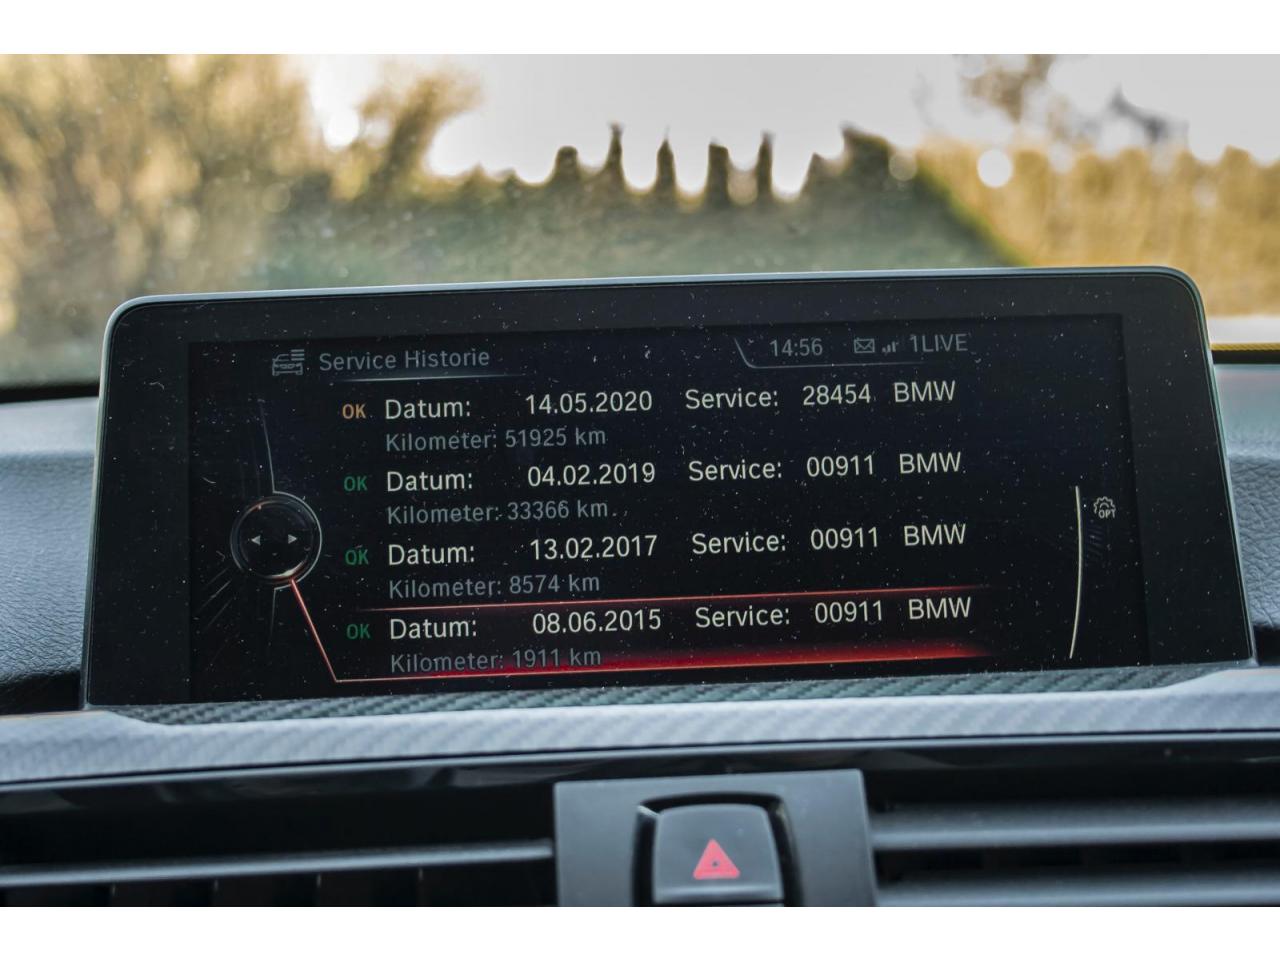 Service Historie 14:56 1LIVE
OK Datum: 14.05.2020 Service: 28454 BMW
Kilometer: 51925 km
OK Datum: 04.02.2019 Service: 00911 BMW
Kilometer: 33366 km
OK Datum: 13.02.2017 Service: 00911 BMW
Kilometer: 8574 km
OK Datum: 08.06.2015 Service: 00911 BMW
Kilometer: 1911 km
OPT